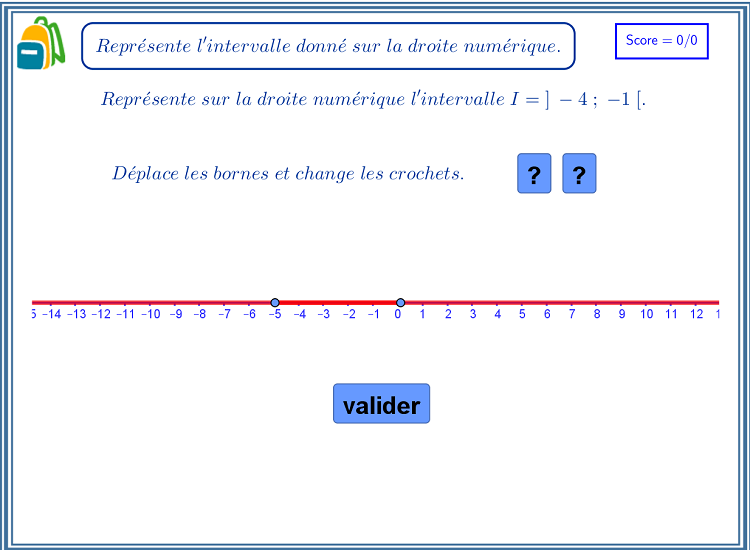 Représente l'intervalle donné sur la droite numérique.
Score = 0/0
Représente sur la droite numérique l'intervalle I = ] −4 ; −1 [.
Déplace les bornes et change les crochets.
? ?
5 −14 −13 −12 −11 −10 −9 −8 −7 −6 −5 −4 −3 −2 −1 0 1 2 3 4 5 6 7 8 9 10 11 12 1
valider